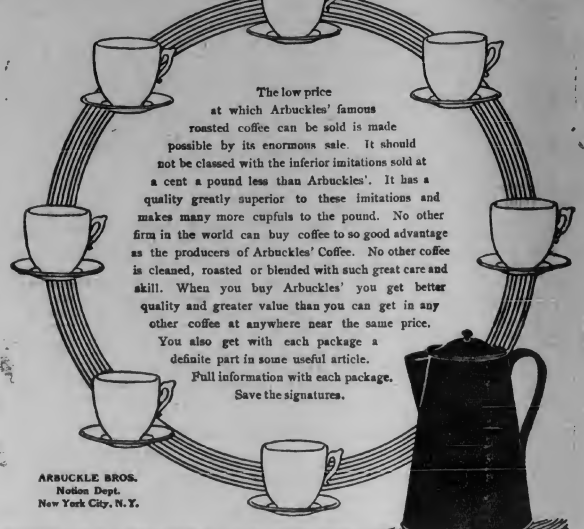 The low price
at which Arbuckles' famous
roasted coffee can be sold is made
possible by its enormous sale. It should
not be classed with the inferior imitations sold at
a cent a pound less than Arbuckles'. It has a
quality greatly superior to these imitations and
makes many more cupfuls to the pound. No other
firm in the world can buy coffee to so good advantage
as the producers of Arbuckles' Coffee. No other coffee
is cleaned, roasted or blended with such great care and
skill. When you buy Arbuckles' you get better
quality and greater value than you can get in any
other coffee at anywhere near the same price.
You also get with each package a
definite part in some useful article.
Full information with each package.
Save the signatures.
ARBUCKLE BROS.
Notion Dept.
New York City, N.Y.